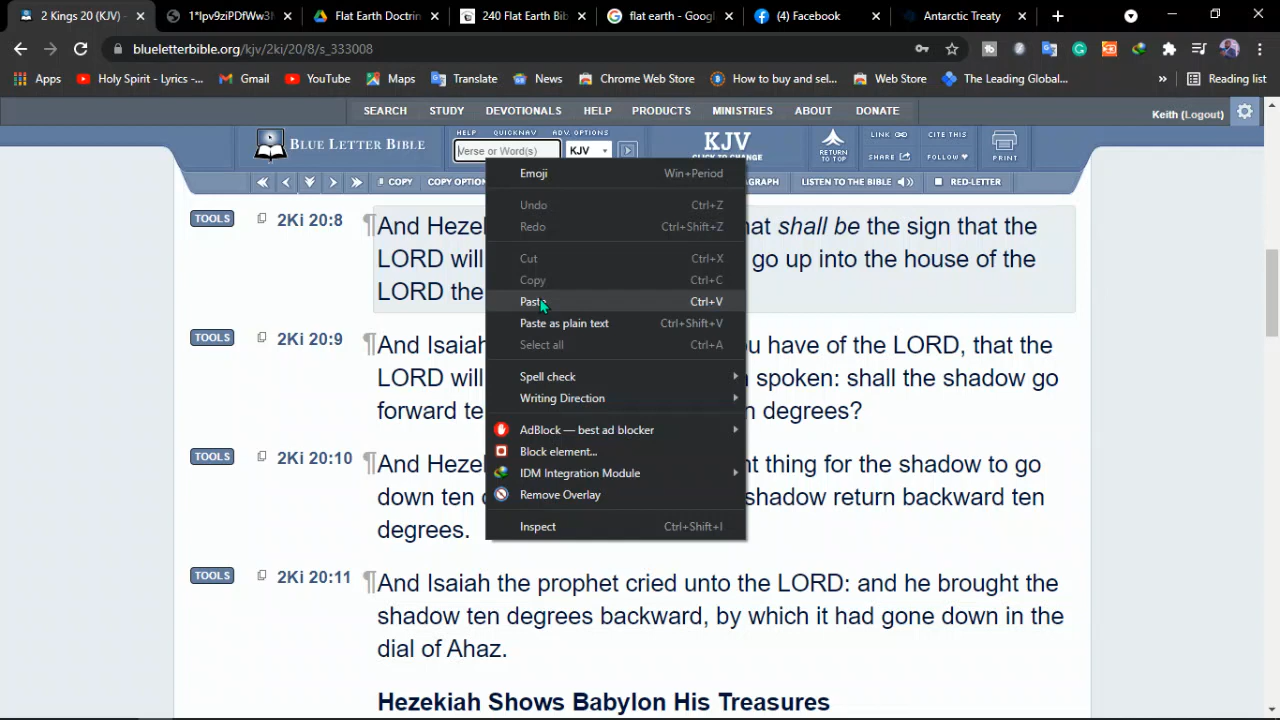 2 Kings 20 (KJV) -
1*lpv9ziPDfWw3
Flat Earth Doctrin
240 Flat Earth Bib
flat earth - Googl
(4) Facebook
Antarctic Treaty
blueletterbible.org/kjv/2ki/20/8/s_333008
Apps Holy Spirit - Lyrics -... Gmail YouTube Maps Translate News Chrome Web Store How to buy and sel... Web Store The Leading Global... » Reading list
SEARCH STUDY DEVOTIONALS HELP PRODUCTS MINISTRIES ABOUT DONATE
Keith (Logout)
BLUE LETTER BIBLE
HELP QUICKNAV ADV. OPTIONS
Verse or Word(s) KJV
KJV
CLICK TO CHANGE
RETURN TO TOP
LINK CITE THIS
SHARE FOLLOW
PRINT
COPY COPY OPTION AGRAPH LISTEN TO THE BIBLE RED-LETTER
Emoji Win+Period
Undo Ctrl+Z
Redo Ctrl+Shift+Z
Cut Ctrl+X
Copy Ctrl+C
Paste Ctrl+V
Paste as plain text Ctrl+Shift+V
Select all Ctrl+A
Spell check
Writing Direction
AdBlock — best ad blocker
Block element...
IDM Integration Module
Remove Overlay
Inspect Ctrl+Shift+I
TOOLS 2Ki 20:8 ¶And Hezek hat shall be the sign that the
LORD will go up into the house of the
LORD the
TOOLS 2Ki 20:9 ¶And Isaiah u have of the LORD, that the
LORD will spoken: shall the shadow go
forward te n degrees?
TOOLS 2Ki 20:10 ¶And Hezek nt thing for the shadow to go
down ten shadow return backward ten
degrees.
TOOLS 2Ki 20:11 ¶And Isaiah the prophet cried unto the LORD: and he brought the
shadow ten degrees backward, by which it had gone down in the
dial of Ahaz.
Hezekiah Shows Babylon His Treasures